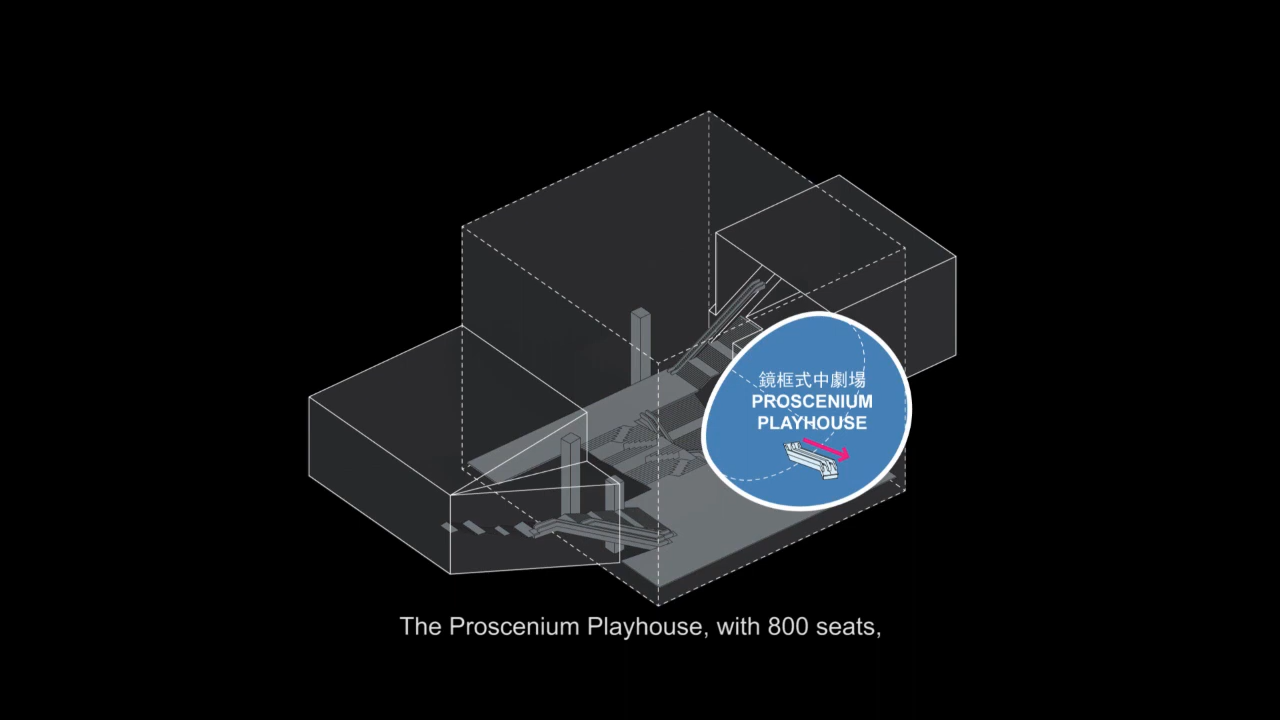 鏡框式中劇場
PROSCENIUM
PLAYHOUSE
The Proscenium Playhouse, with 800 seats,